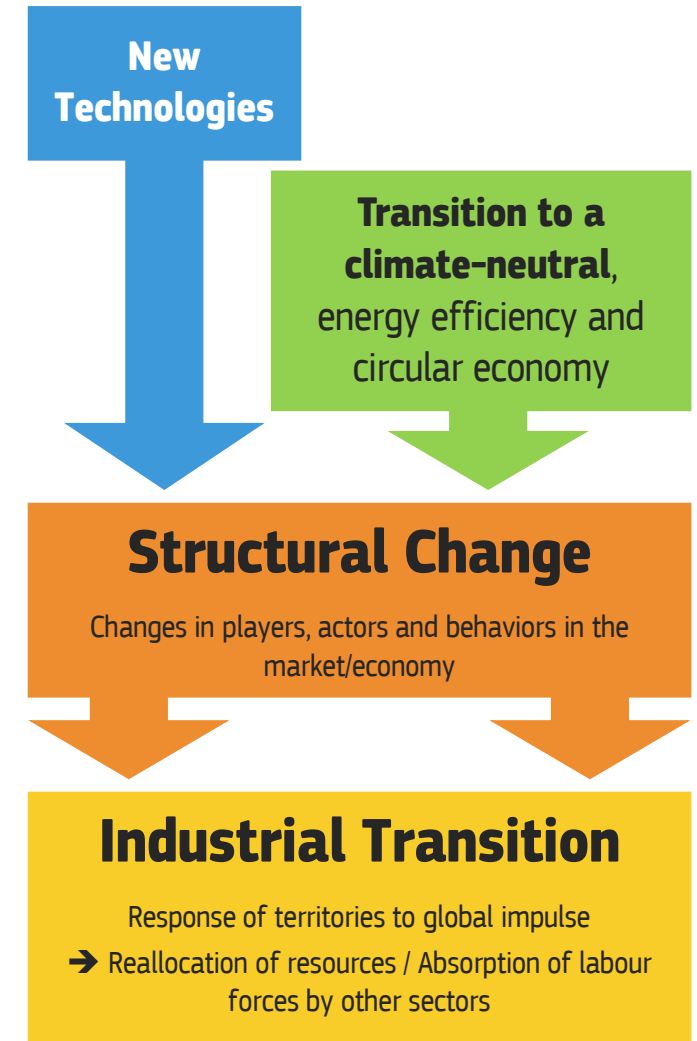 New
Technologies
Transition to a
climate-neutral,
energy efficiency and
circular economy
Structural Change
Changes in players, actors and behaviors in the
market/economy
Industrial Transition
Response of territories to global impulse
➔ Reallocation of resources / Absorption of labour
forces by other sectors